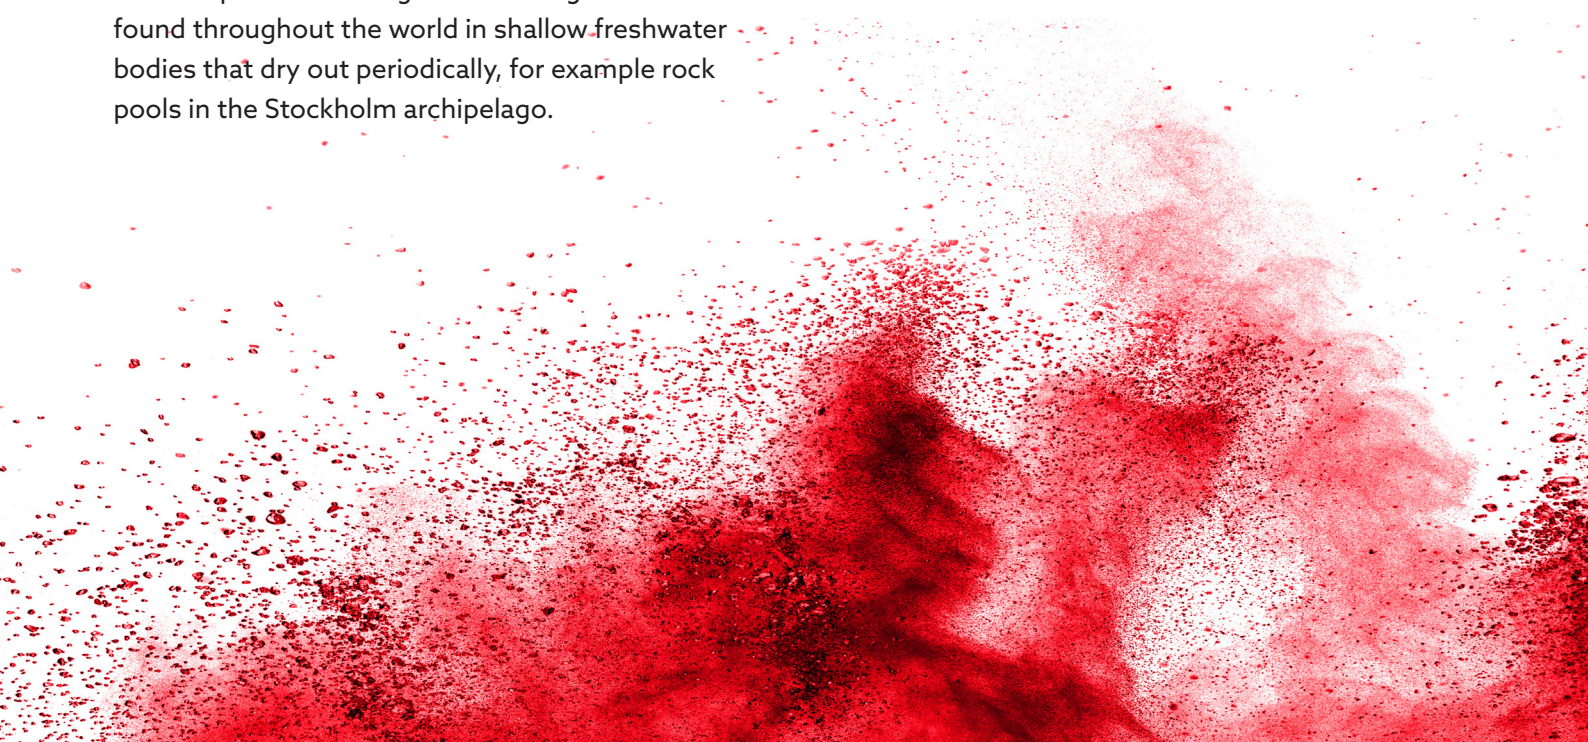 found throughout the world in shallow freshwater
bodies that dry out periodically, for example rock
pools in the Stockholm archipelago.